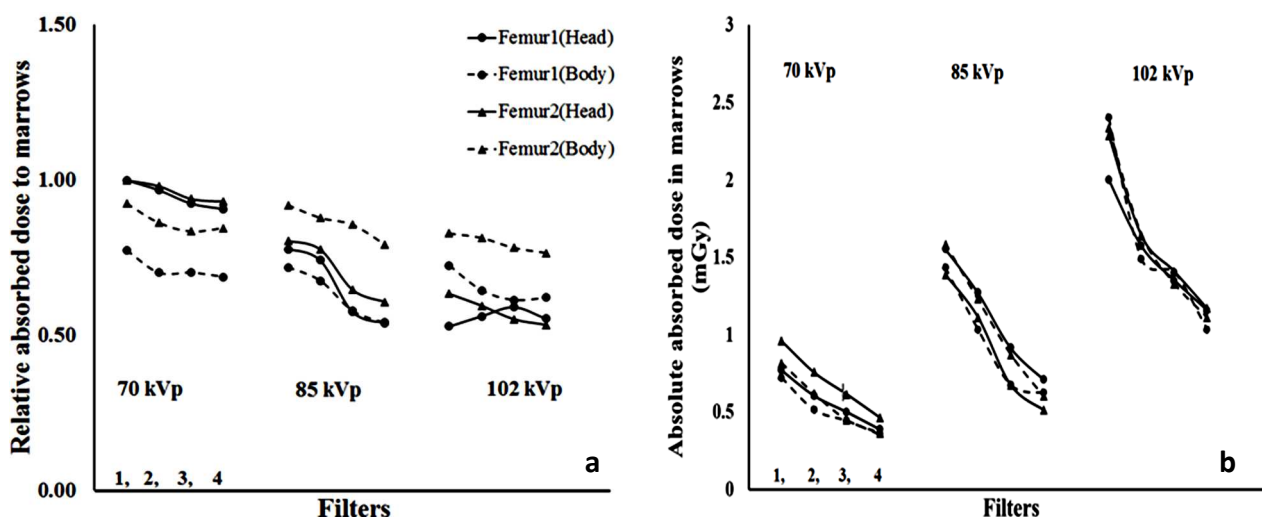 Relative absorbed dose to marrows
1.50
1.00
0.50
0.00
Femur1(Head)
Femur1(Body)
Femur2(Head)
Femur2(Body)
70 kVp
85 kVp
102 kVp
1, 2, 3, 4
Filters
a
Absolute absorbed dose in marrows
(mGy)
3
2.5
2
1.5
1
0.5
0
70 kVp
85 kVp
102 kVp
1, 2, 3, 4
Filters
b